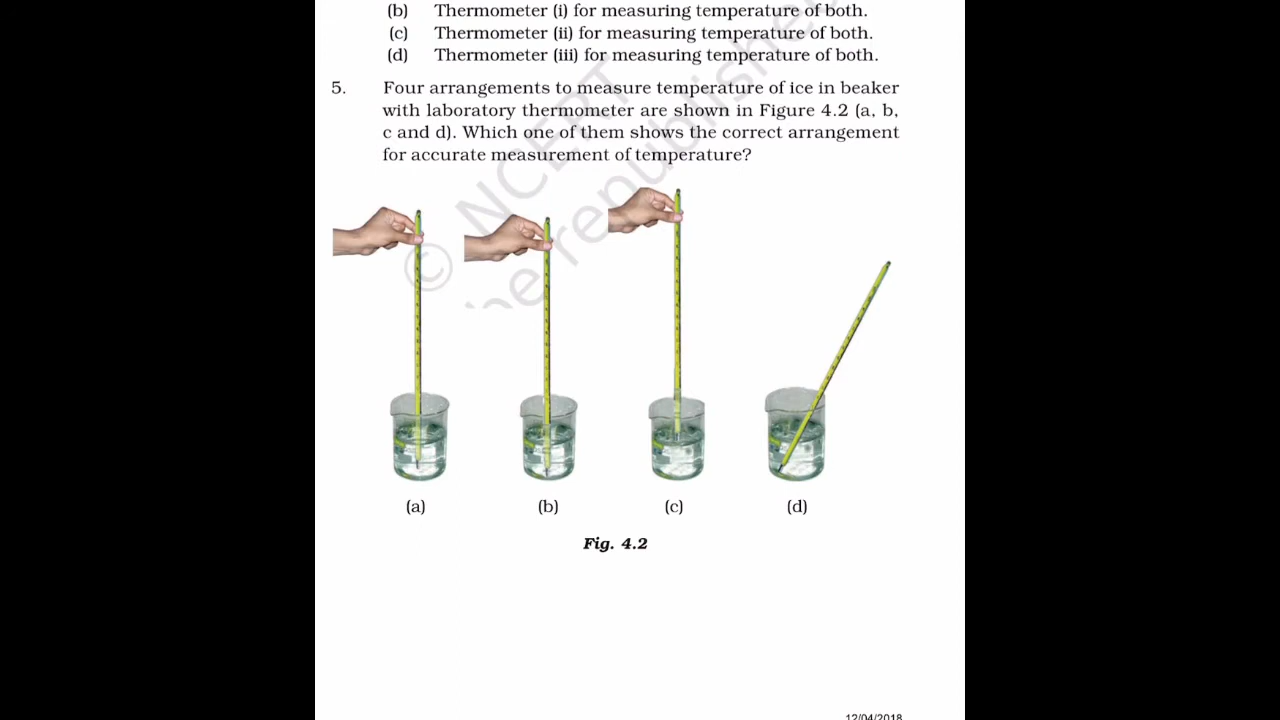 (b) Thermometer (i) for measuring temperature of both.
(c) Thermometer (ii) for measuring temperature of both.
(d) Thermometer (iii) for measuring temperature of both.
5. Four arrangements to measure temperature of ice in beaker
with laboratory thermometer are shown in Figure 4.2 (a, b,
c and d). Which one of them shows the correct arrangement
for accurate measurement of temperature?
© NCERT
be republished
(a) (b) (c) (d)
Fig. 4.2
12/04/2018